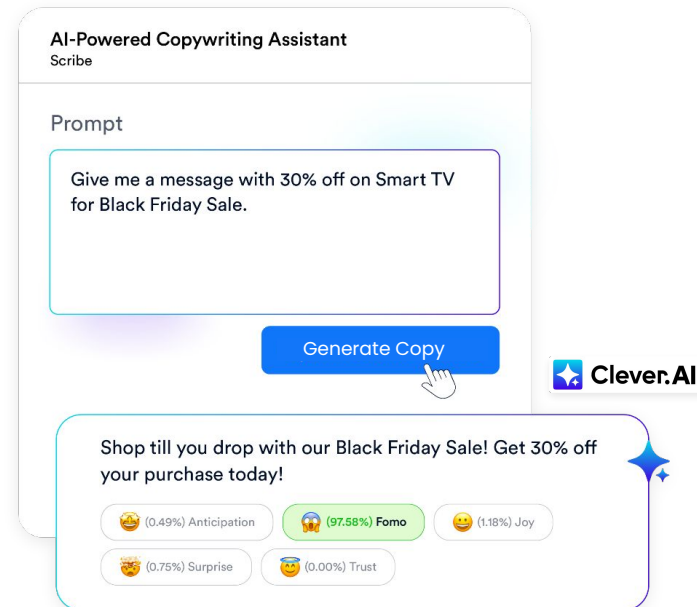 AI-Powered Copywriting Assistant
Scribe
Prompt
Give me a message with 30% off on Smart TV
for Black Friday Sale.
Generate Copy
Clever.AI
Shop till you drop with our Black Friday Sale! Get 30% off
your purchase today!
(0.49%) Anticipation (97.58%) Fomo (1.18%) Joy
(0.75%) Surprise (0.00%) Trust